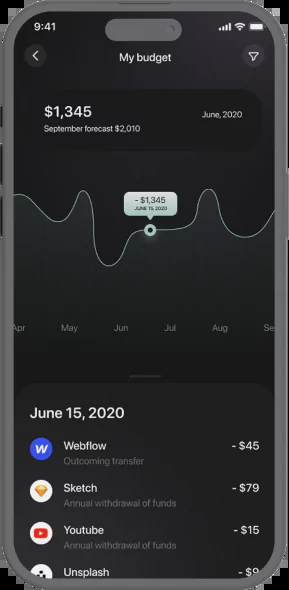 9:41
My budget
$1,345
June, 2020
September forecast $2,010
- $1,345
JUNE 15, 2020
Apr May Jun Jul Aug Se
June 15, 2020
Webflow - $45
Outcoming transfer
Sketch - $79
Annual withdrawal of funds
Youtube - $15
Annual withdrawal of funds
Unsplash - $9